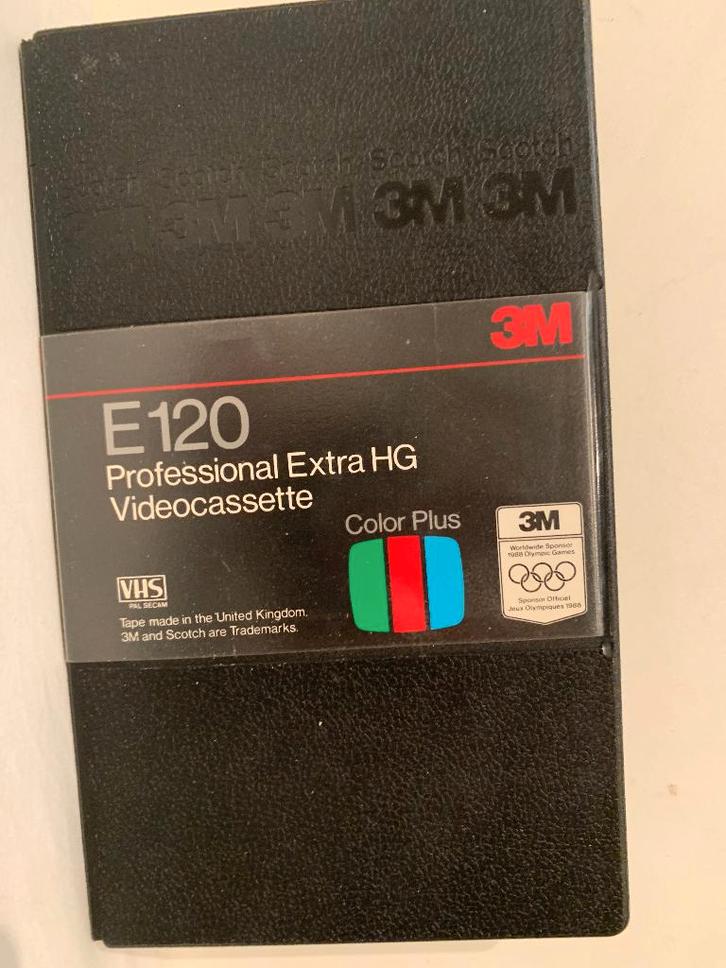 Scotch Scotch Scotch Scotch Scotch
3M 3M 3M 3M 3M
3M
E120
Professional Extra HG
Videocassette
Color Plus
VHS
PAL SECAM
Tape made in the United Kingdom.
3M and Scotch are Trademarks.
3M
Worldwide Sponsor
1988 Olympic Games
Sponsor Officiel
Jeux Olympiques 1988